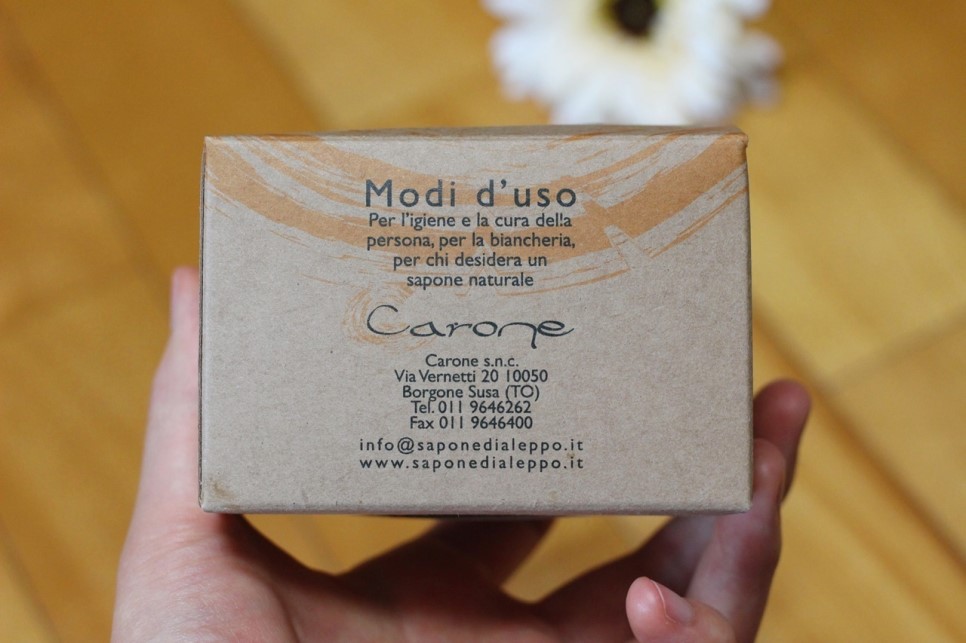 Modi d'uso
Per l'igiene e la cura della
persona, per la biancheria,
per chi desidera un
sapone naturale
Carone
Carone s.n.c.
Via Vernetti 20 10050
Borgone Susa (TO)
Tel. 011 9646262
Fax 011 9646400
info@saponedialeppo.it
www.saponedialeppo.it